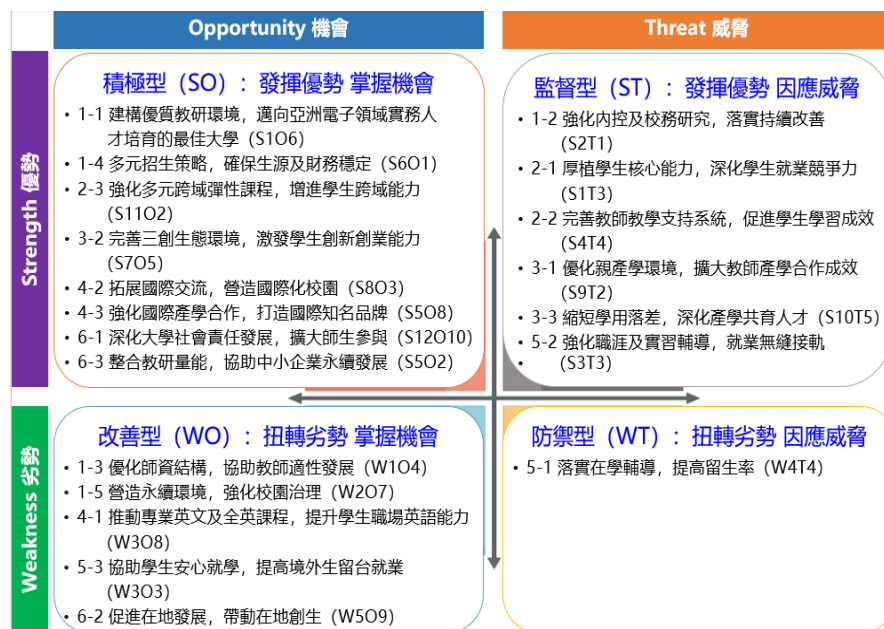 Opportunity 機會
Threat 威脅
Strength 優勢
積極型（SO）：發揮優勢 掌握機會
• 1-1 建構優質教研環境，邁向亞洲電子領域實務人
才培育的最佳大學（S1O6）
• 1-4 多元招生策略，確保生源及財務穩定（S6O1）
• 2-3 強化多元跨域彈性課程，增進學生跨域能力
（S11O2）
• 3-2 完善三創生態環境，激發學生創新創業能力
（S7O5）
• 4-2 拓展國際交流，營造國際化校園（S8O3）
• 4-3 強化國際產學合作，打造國際知名品牌（S5O8）
• 6-1 深化大學社會責任發展，擴大師生參與（S12O10）
• 6-3 整合教研量能，協助中小企業永續發展（S5O2）
監督型（ST）：發揮優勢 因應威脅
• 1-2 強化內控及校務研究，落實持續改善
（S2T1）
• 2-1 厚植學生核心能力，深化學生就業競爭力
（S1T3）
• 2-2 完善教師教學支持系統，促進學生學習成效
（S4T4）
• 3-1 優化親產學環境，擴大教師產學合作成效
（S9T2）
• 3-3 縮短學用落差，深化產學共育人才（S10T5）
• 5-2 強化職涯及實習輔導，就業無縫接軌
• （S3T3）
Weakness 劣勢
改善型（WO）：扭轉劣勢 掌握機會
• 1-3 優化師資結構，協助教師適性發展（W1O4）
• 1-5 營造永續環境，強化校園治理（W2O7）
• 4-1 推動專業英文及全英課程，提升學生職場英語能力
（W3O8）
• 5-3 協助學生安心就學，提高境外生留台就業
（W3O3）
• 6-2 促進在地發展，帶動在地創生（W5O9）
防禦型（WT）：扭轉劣勢 因應威脅
• 5-1 落實在學輔導，提高留生率（W4T4）